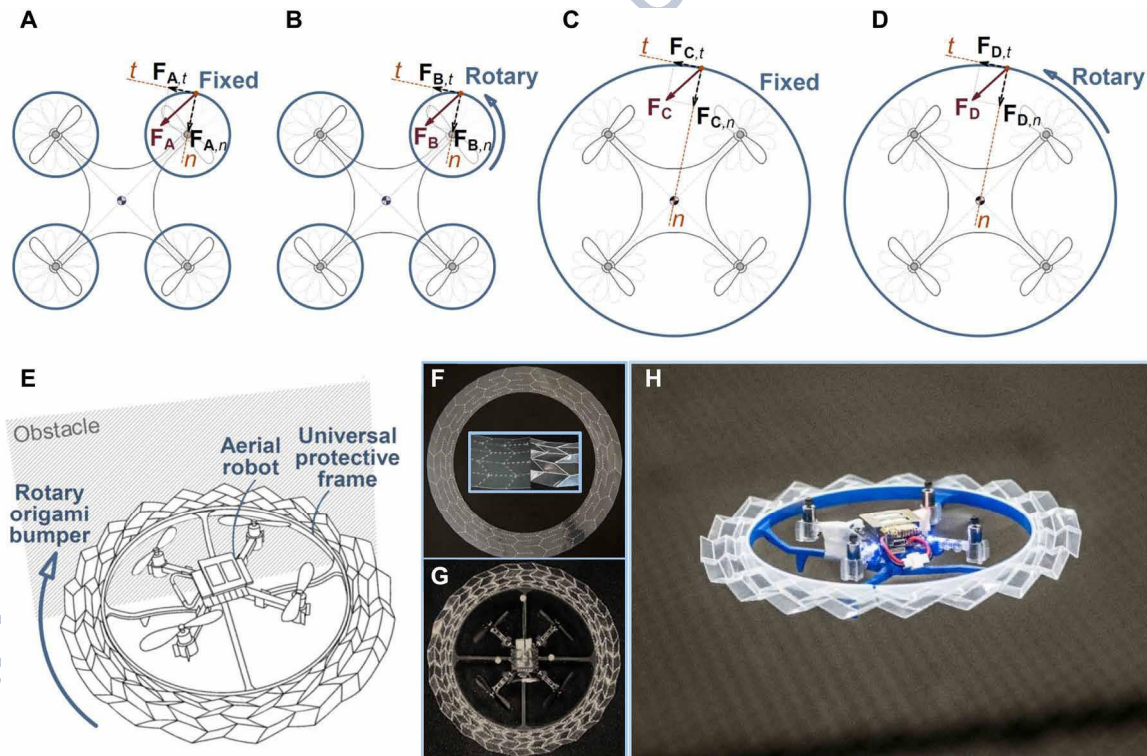 A
B
C
D
t
F_A,t
Fixed
F_A
F_A,n
n
t
F_B,t
Rotary
F_B
F_B,n
n
t
F_C,t
Fixed
F_C
F_C,n
n
t
F_D,t
Rotary
F_D
F_D,n
n
E
Obstacle
Aerial
robot
Universal
protective
frame
Rotary
origami
bumper
F
G
H